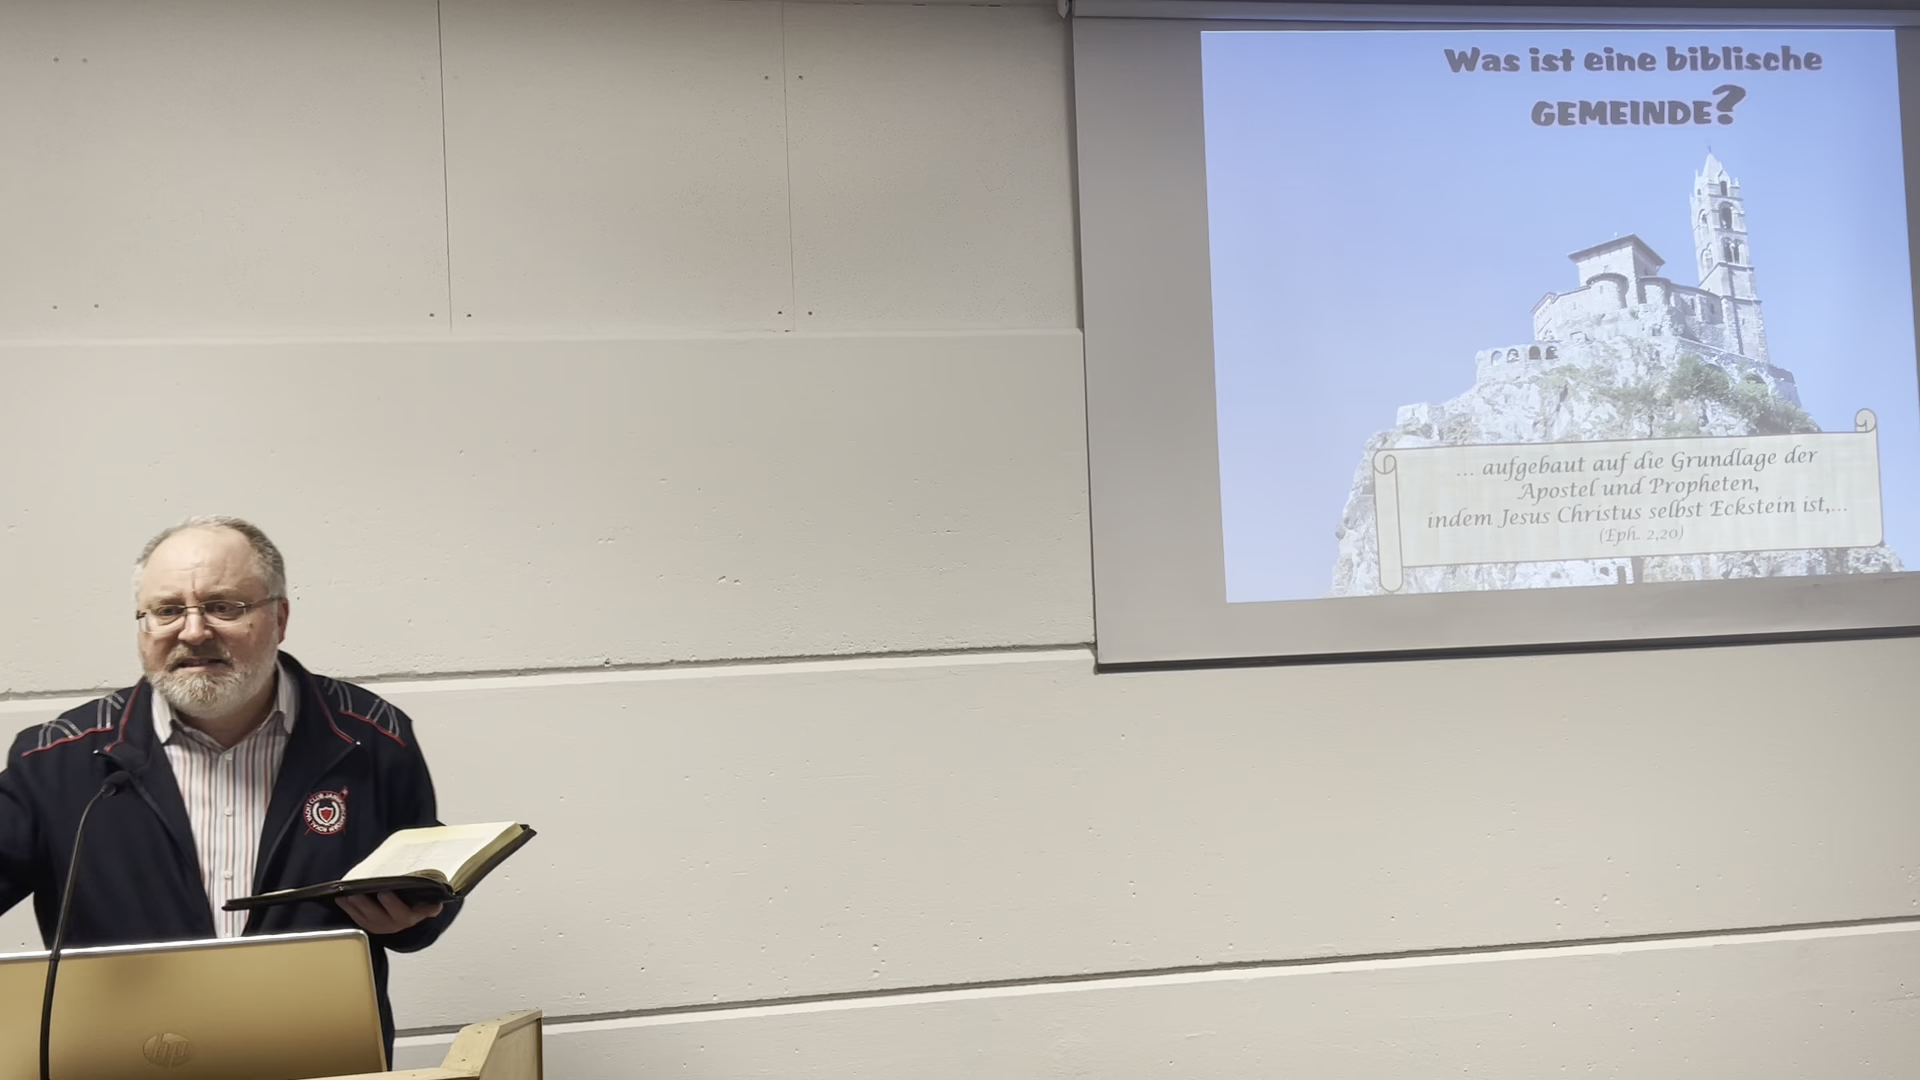 Was ist eine biblische
GEMEINDE?
... aufgebaut auf die Grundlage der
Apostel und Propheten,
indem Jesus Christus selbst Eckstein ist,...
(Eph. 2,20)
hp